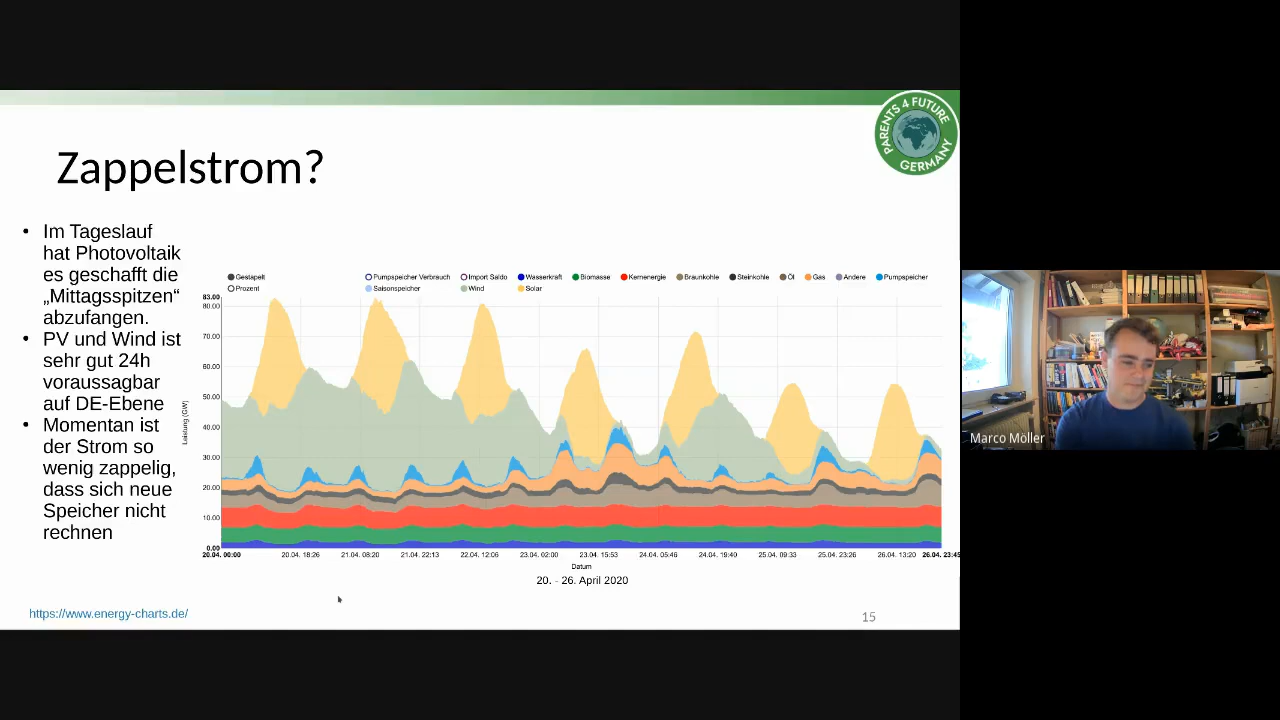 PARENTS 4 FUTURE
GERMANY
Zappelstrom?
• Im Tageslauf
hat Photovoltaik
es geschafft die
„Mittagsspitzen“
abzufangen.
• PV und Wind ist
sehr gut 24h
voraussagbar
auf DE-Ebene
• Momentan ist
der Strom so
wenig zappelig,
dass sich neue
Speicher nicht
rechnen
Gestapelt Pumpspeicher Verbrauch Import Saldo Wasserkraft Biomasse Kernenergie Braunkohle Steinkohle Öl Gas Andere Pumpspeicher
Prozent Saisonspeicher Wind Solar
83.00
80.00
70.00
60.00
50.00
40.00
30.00
20.00
10.00
0.00
Leistung (GW)
20.04. 00:00 20.04. 18:26 21.04. 08:20 21.04. 22:13 22.04. 12:06 23.04. 02:00 23.04. 15:53 24.04. 05:46 24.04. 19:40 25.04. 09:33 25.04. 23:26 26.04. 13:20 26.04. 23:45
Datum
20. - 26. April 2020
https://www.energy-charts.de/
15
Marco Möller